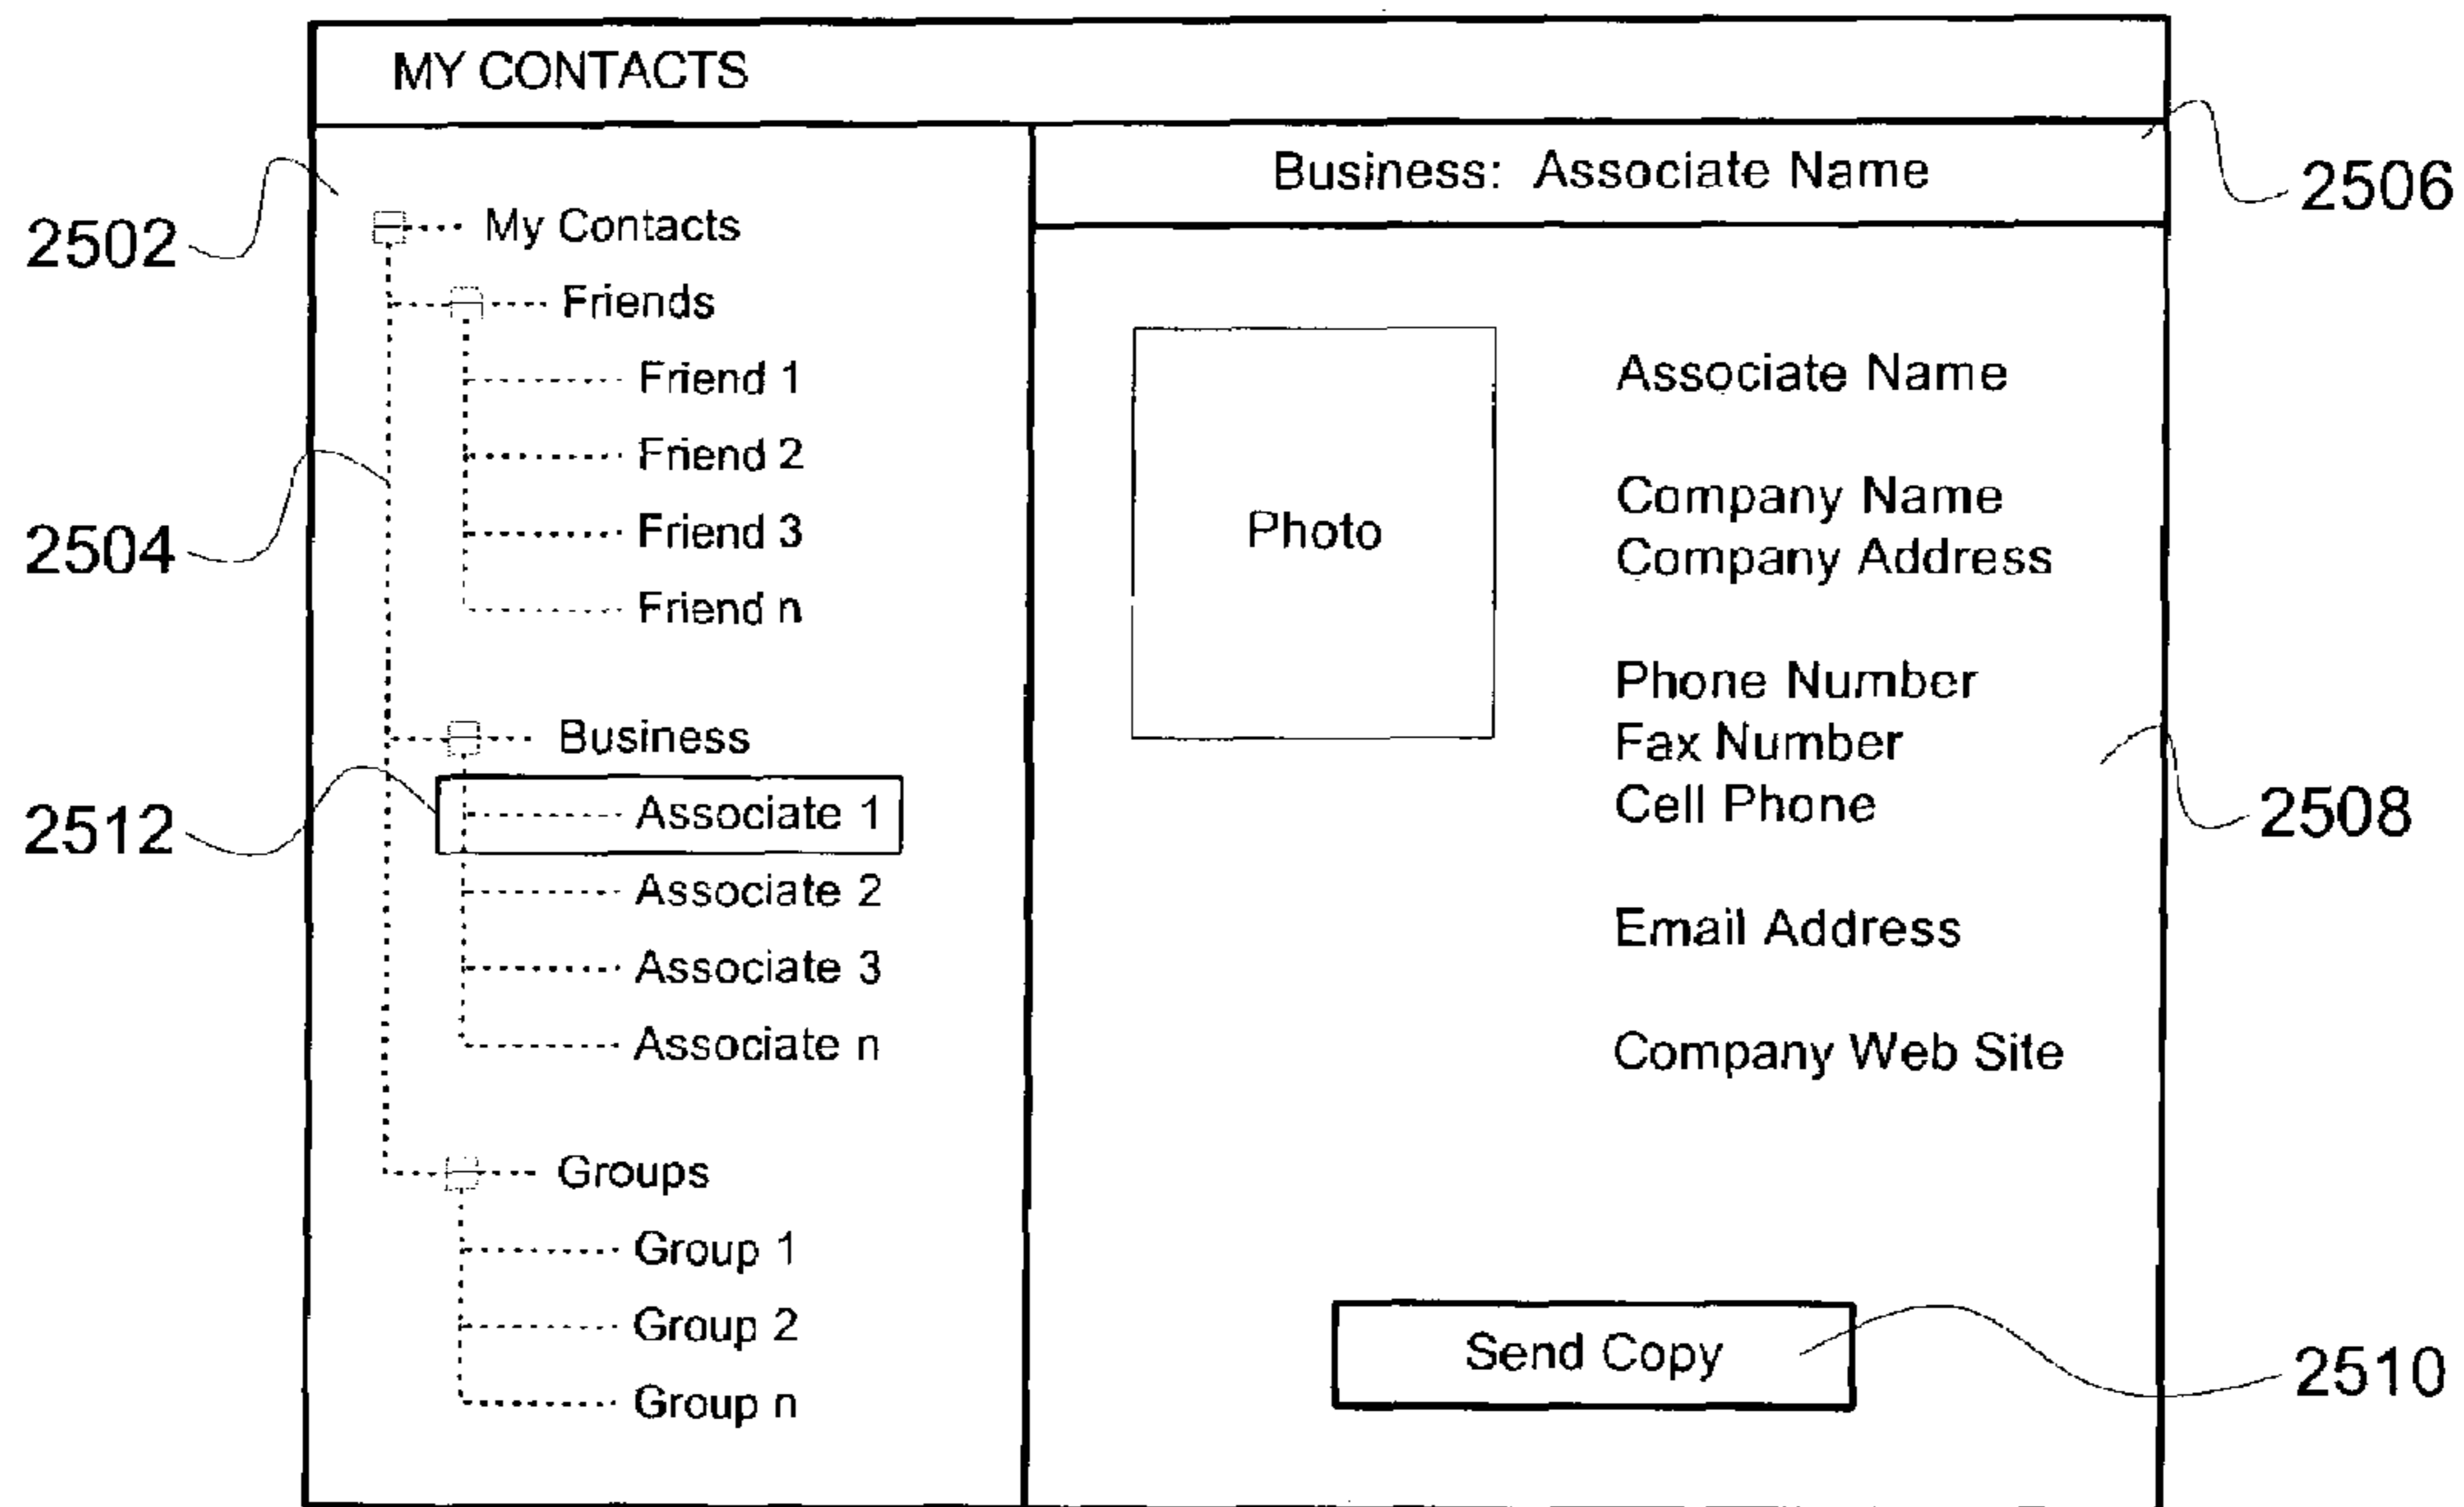 MY CONTACTS
2502
My Contacts
Friends
Friend 1
Friend 2
2504
Friend 3
Friend n
Business
2512
Associate 1
Associate 2
Associate 3
Associate n
Groups
Group 1
Group 2
Group n
Business: Associate Name
2506
Photo
Associate Name
Company Name
Company Address
Phone Number
Fax Number
Cell Phone
2508
Email Address
Company Web Site
Send Copy
2510